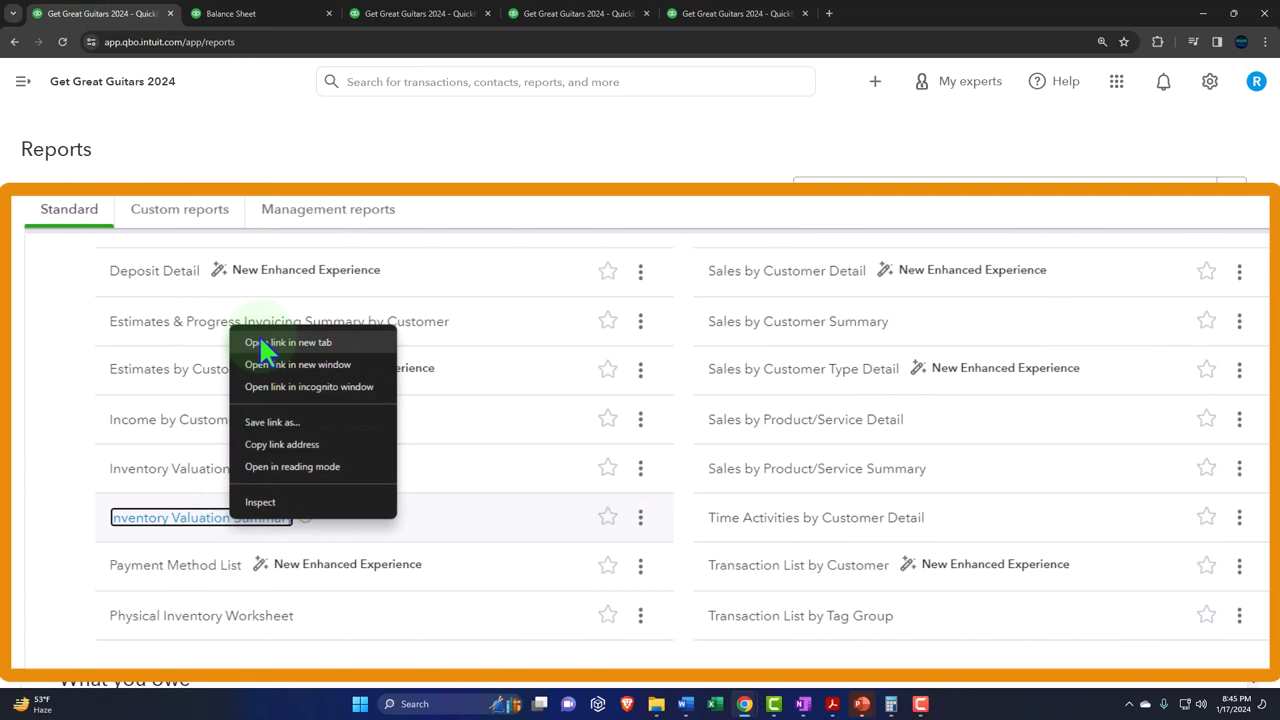 Get Great Guitars 2024 - QuickB
Balance Sheet
Get Great Guitars 2024 - QuickB
Get Great Guitars 2024 - QuickB
Get Great Guitars 2024 - QuickB
app.qbo.intuit.com/app/reports
Get Great Guitars 2024
Search for transactions, contacts, reports, and more
My experts
Help
R
Reports
Standard
Custom reports
Management reports
Deposit Detail
New Enhanced Experience
Sales by Customer Detail
New Enhanced Experience
Estimates & Progress Invoicing Summary by Customer
Sales by Customer Summary
Open link in new tab
Open link in new window
Open link in incognito window
Save link as...
Copy link address
Open in reading mode
Inspect
Estimates by Custo
erience
Sales by Customer Type Detail
New Enhanced Experience
Income by Custom
Sales by Product/Service Detail
Inventory Valuation
Sales by Product/Service Summary
Inventory Valuation Summary
Time Activities by Customer Detail
Payment Method List
New Enhanced Experience
Transaction List by Customer
New Enhanced Experience
Physical Inventory Worksheet
Transaction List by Tag Group
What you owe
53°F
Haze
Search
8:45 PM
1/17/2024